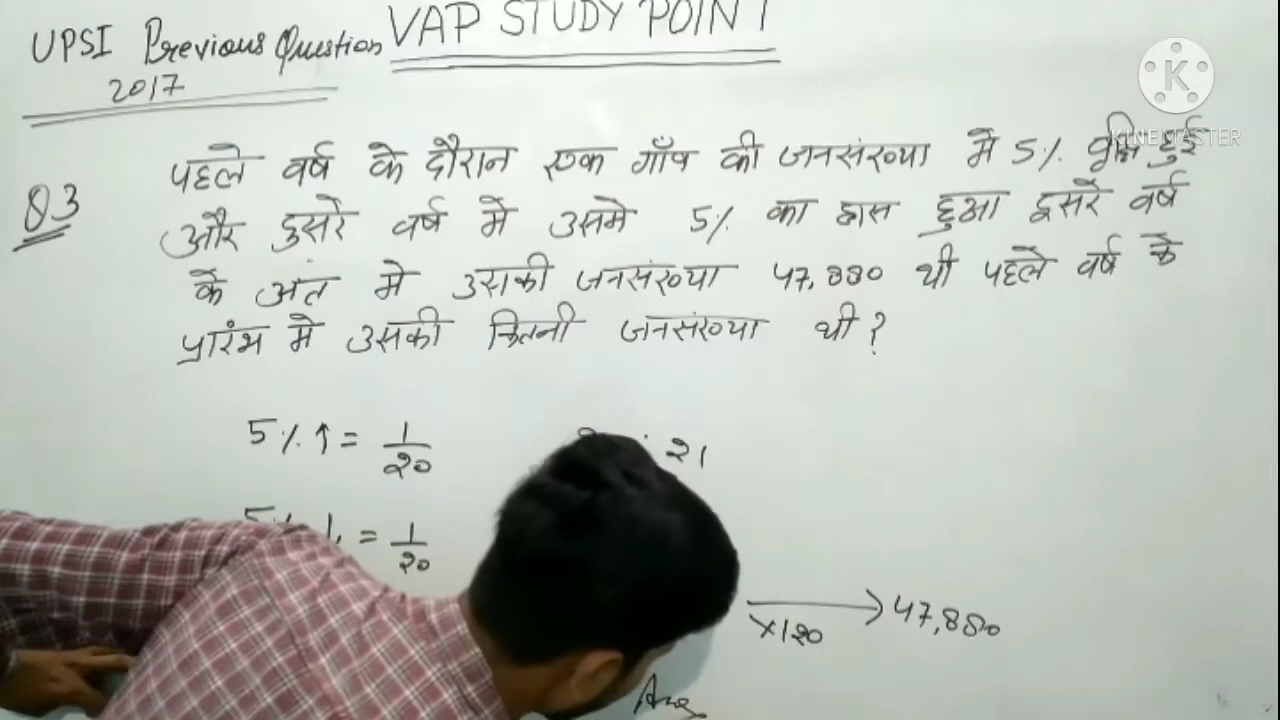 VAP STUDY POINT
UPSI Previous Question
2017
KINEMASTER
Q3
पहले वर्ष के दौरान एक गाँव की जनसंख्या में 5% वृद्धि हुई
और दुसरे वर्ष में उसमे 5% का ह्रास हुआ दूसरे वर्ष
के अंत में उसकी जनसंख्या 47,880 थी पहले वर्ष के
प्रारंभ में उसकी कितनी जनसंख्या थी?
5% ↑ = 1/20
: 21
5% ↓ = 1/20
×120 → 47,880
Ans